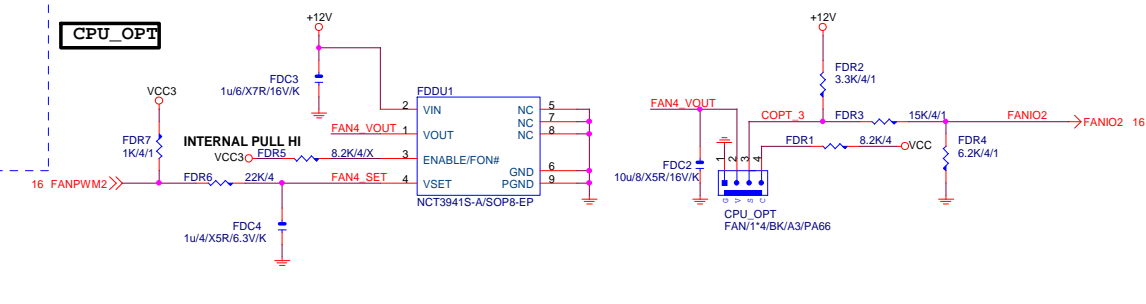 CPU_OPT
+12V
FDC3
1u/6/X7R/16V/K
VCC3
FDR7
1K/4/1
INTERNAL PULL HI
VCC3
FDR5
8.2K/4/X
16 FANPWM2
FDR6
22K/4
FAN4_SET
FAN4_VOUT
FDC4
1u/4/X5R/6.3V/K
FDDU1
2 VIN
1 VOUT
3 ENABLE/FON#
4 VSET
NC 5
NC 7
NC 8
GND 6
PGND 9
NCT3941S-A/SOP8-EP
+12V
FDR2
3.3K/4/1
FAN4_VOUT
COPT_3
FDR3
15K/4/1
FANIO2
FANIO2 16
FDR1
8.2K/4
VCC
FDR4
6.2K/4/1
FDC2
10u/8/X5R/16V/K
1 2 3 4
G V S C
CPU_OPT
FAN/1*4/BK/A3/PA66